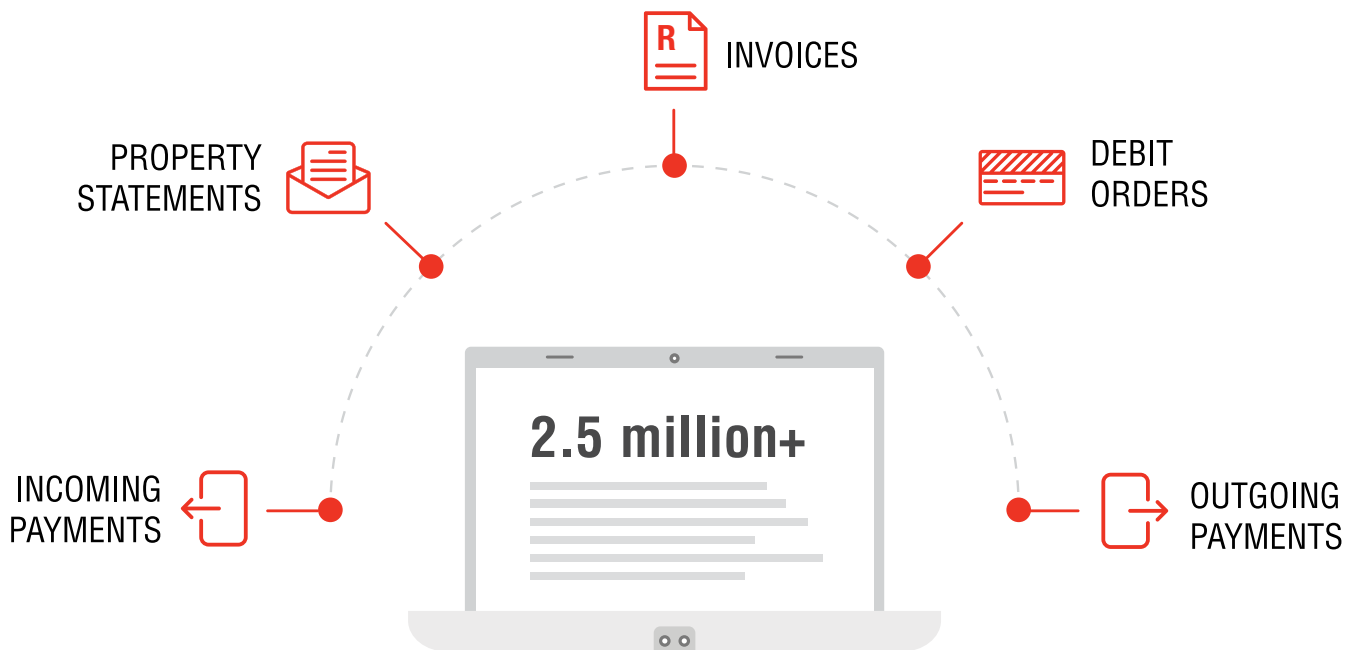 R
INVOICES
PROPERTY
STATEMENTS
DEBIT
ORDERS
2.5 million+
INCOMING
PAYMENTS
OUTGOING
PAYMENTS